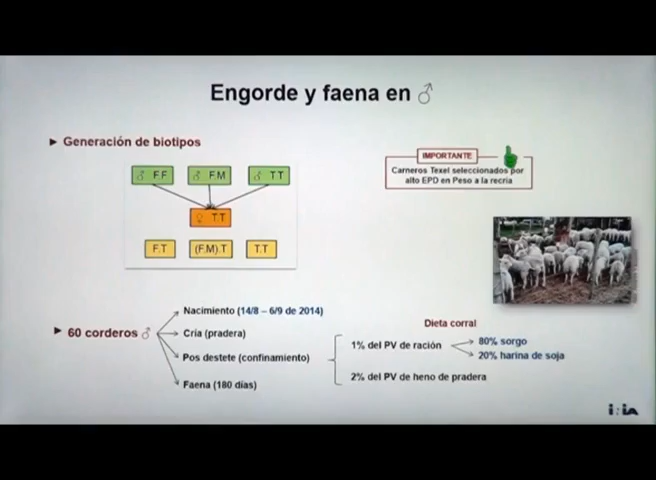 Engorde y faena en ♂
► Generación de biotipos
♂ F.F ♂ F.M ♂ T.T
♀ T.T
F.T (F.M).T T.T
IMPORTANTE
Carneros Texel seleccionados por
alto EPD en Peso a la recría
► 60 corderos ♂
Nacimiento (14/8 – 6/9 de 2014)
Cría (pradera)
Pos destete (confinamiento)
Faena (180 días)
Dieta corral
1% del PV de ración
80% sorgo
20% harina de soja
2% del PV de heno de pradera